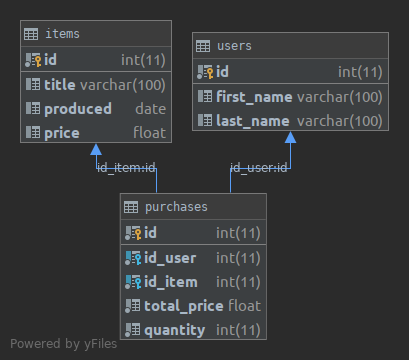 items
id int(11)
title varchar(100)
produced date
price float
users
id int(11)
first_name varchar(100)
last_name varchar(100)
id_item:id
id_user:id
purchases
id int(11)
id_user int(11)
id_item int(11)
total_price float
quantity int(11)
Powered by yFiles